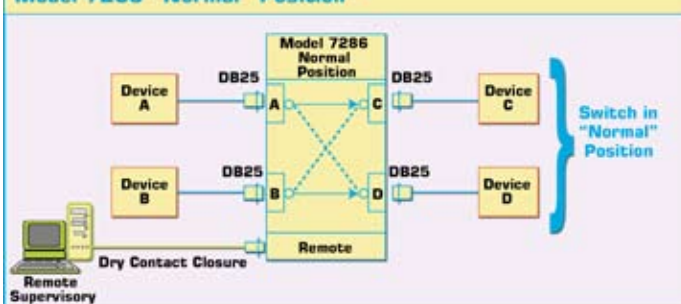 Model 7286
Normal
Position
DB25
DB25
Device
A
A
C
Device
C
Switch in
"Normal"
Position
DB25
DB25
Device
B
B
D
Device
D
Remote
Dry Contact Closure
Remote
Supervisory